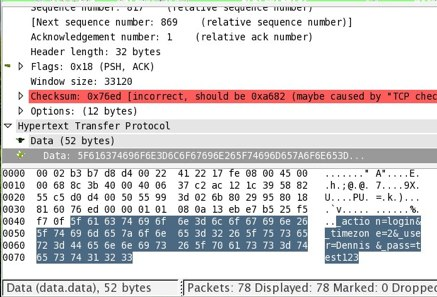 Sequence number: 817    (relative sequence number)
[Next sequence number: 869    (relative sequence number)]
Acknowledgement number: 1    (relative ack number)
Header length: 32 bytes
Flags: 0x18 (PSH, ACK)
Window size: 33120
Checksum: 0x76ed [incorrect, should be 0xa682 (maybe caused by "TCP chec
Options: (12 bytes)
Hypertext Transfer Protocol
Data (52 bytes)
Data: 5F616374696F6E3D6C6F67696E265F74696D657A6F6E653D...
0000  00 02 b3 b7 d8 d4 00 22  41 22 17 fe 08 00 45 00   ......." A"....E.
0010  00 68 8c 3b 40 00 40 06  37 c2 ac 12 1c 39 58 82   .h.;@.@. 7....9X.
0020  55 c5 d0 d4 00 50 55 99  3d 02 6b 80 29 95 80 18   U....PU. =.k.)...
0030  81 60 76 ed 00 00 01 01  08 0a 13 eb e7 b5 25 f5   .`v..... ......%.
0040  f7 0f 5f 61 63 74 69 6f  6e 3d 6c 6f 67 69 6e 26   .._actio n=login&
0050  5f 74 69 6d 65 7a 6f 6e  65 3d 32 26 5f 75 73 65   _timezon e=2&_use
0060  72 3d 44 65 6e 6e 69 73  26 5f 70 61 73 73 3d 74   r=Dennis &_pass=t
0070  65 73 74 31 32 33   est123
Data (data.data), 52 bytes    Packets: 78 Displayed: 78 Marked: 0 Droppe